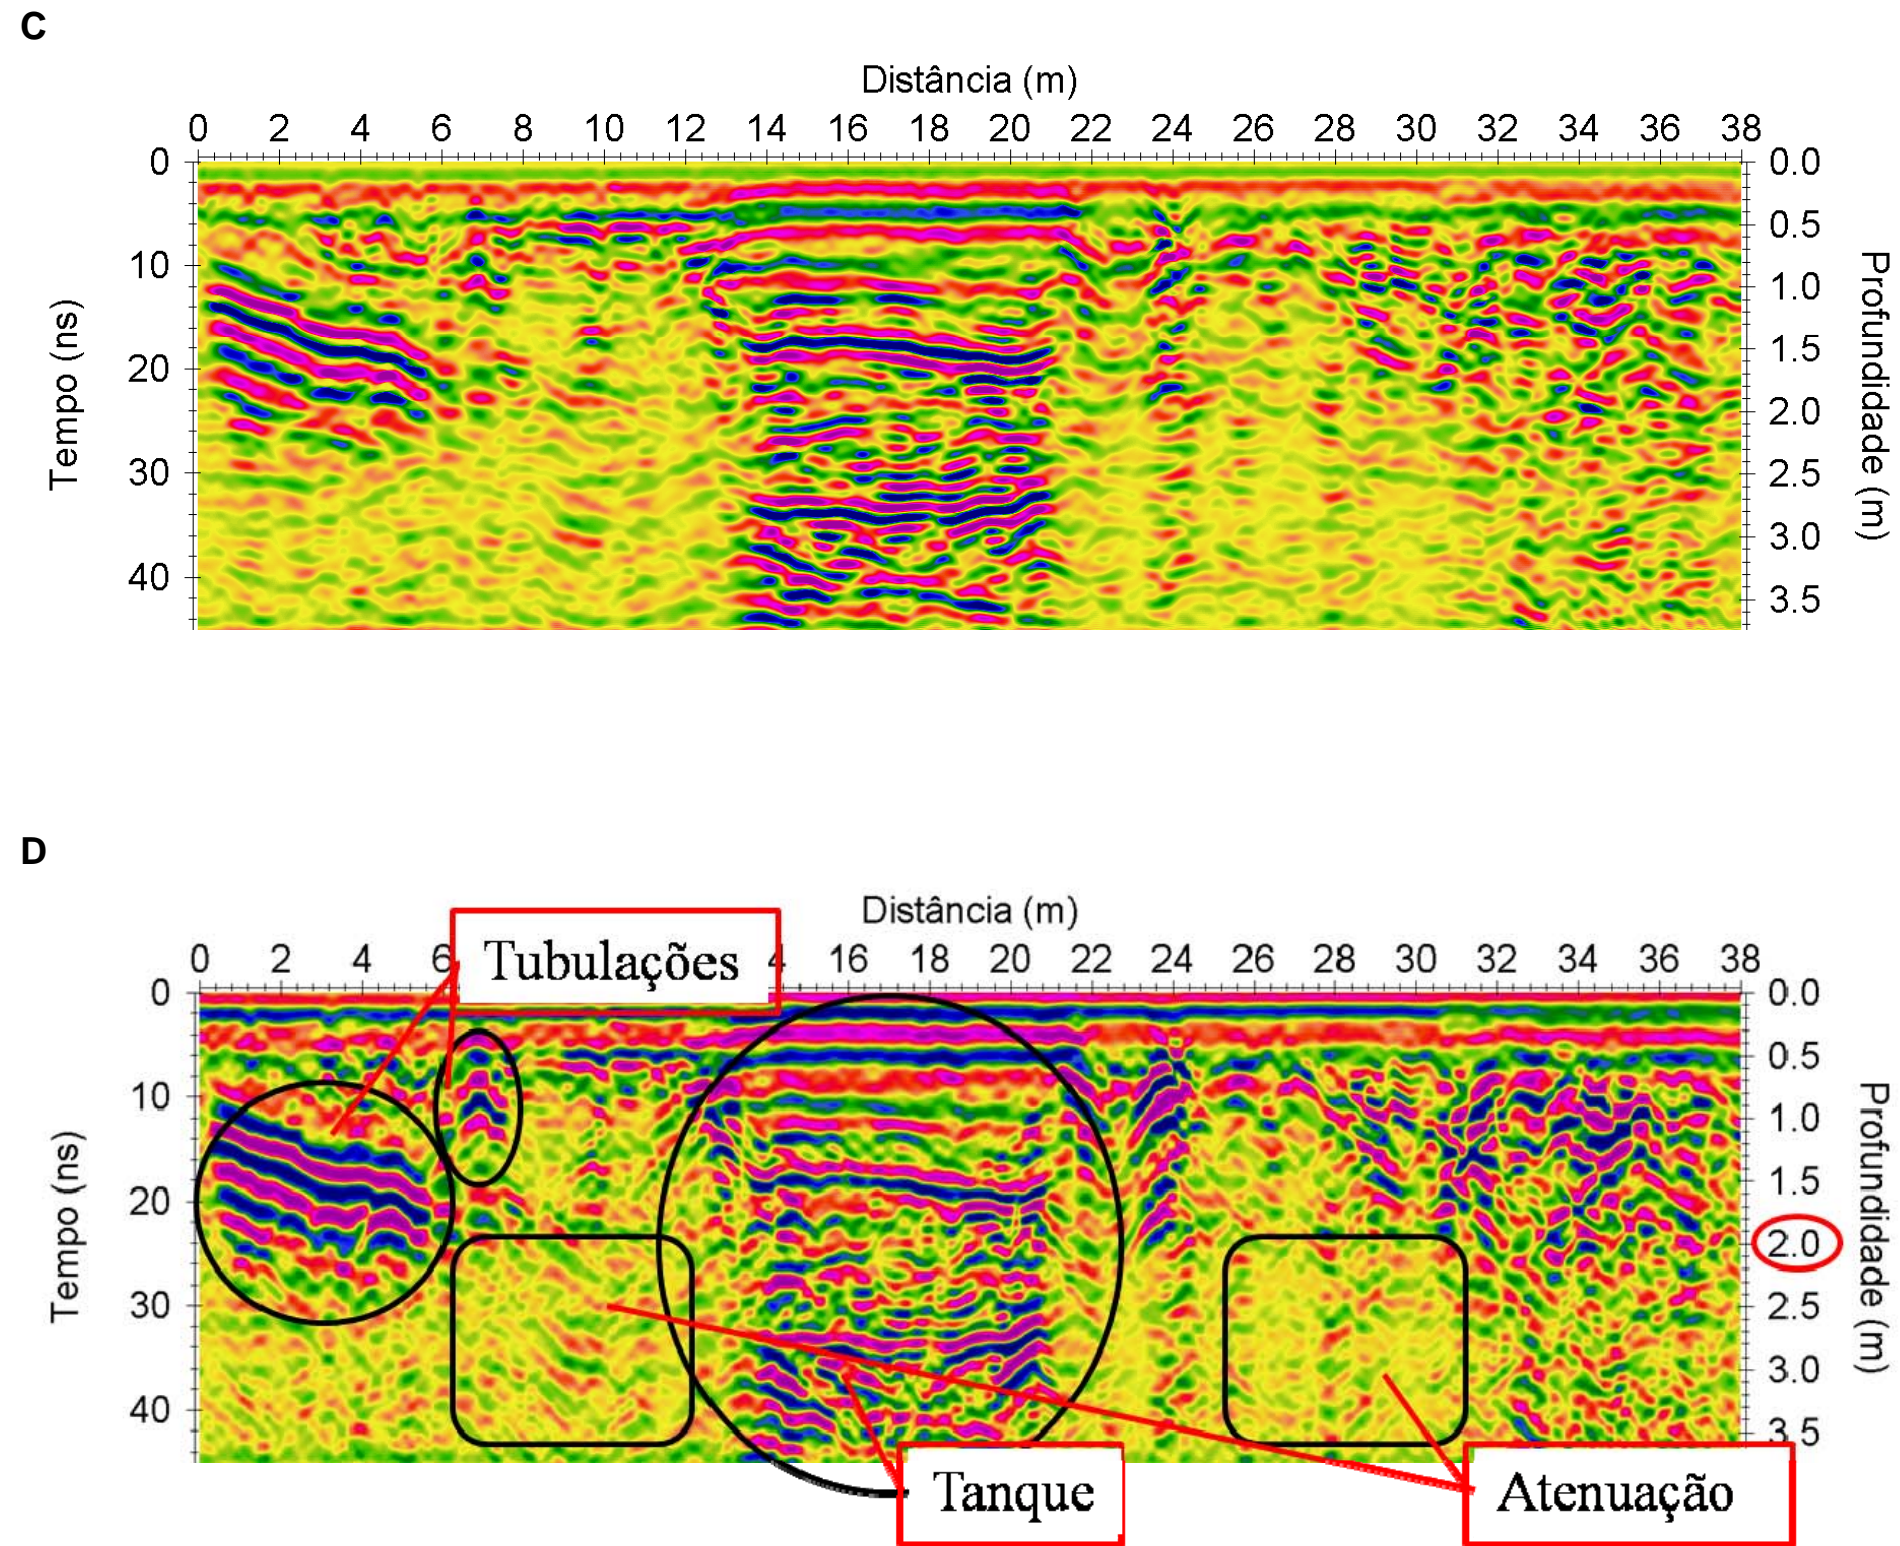 C
Distância (m)
0 2 4 6 8 10 12 14 16 18 20 22 24 26 28 30 32 34 36 38
0 0.0
0.5
10
1.0
1.5
20
2.0
30 2.5
3.0
40
3.5
Tempo (ns)
Profundidade (m)
D
Distância (m)
Tubulações
0 2 4 6 4 16 18 20 22 24 26 28 30 32 34 36 38
0 0.0
0.5
10
1.0
1.5
20
2.0
30 2.5
3.0
40
3.5
Tempo (ns)
Profundidade (m)
Tanque
Atenuação